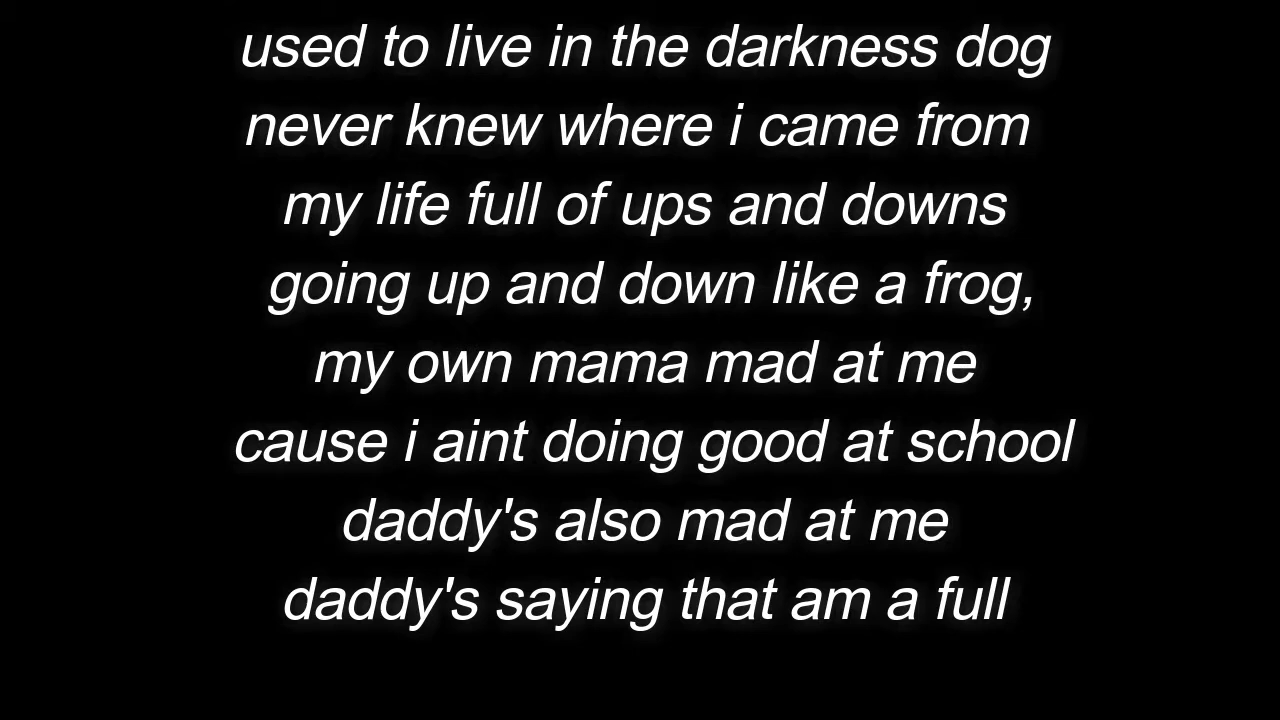 used to live in the darkness dog
never knew where i came from
my life full of ups and downs
going up and down like a frog,
my own mama mad at me
cause i aint doing good at school
daddy's also mad at me
daddy's saying that am a full